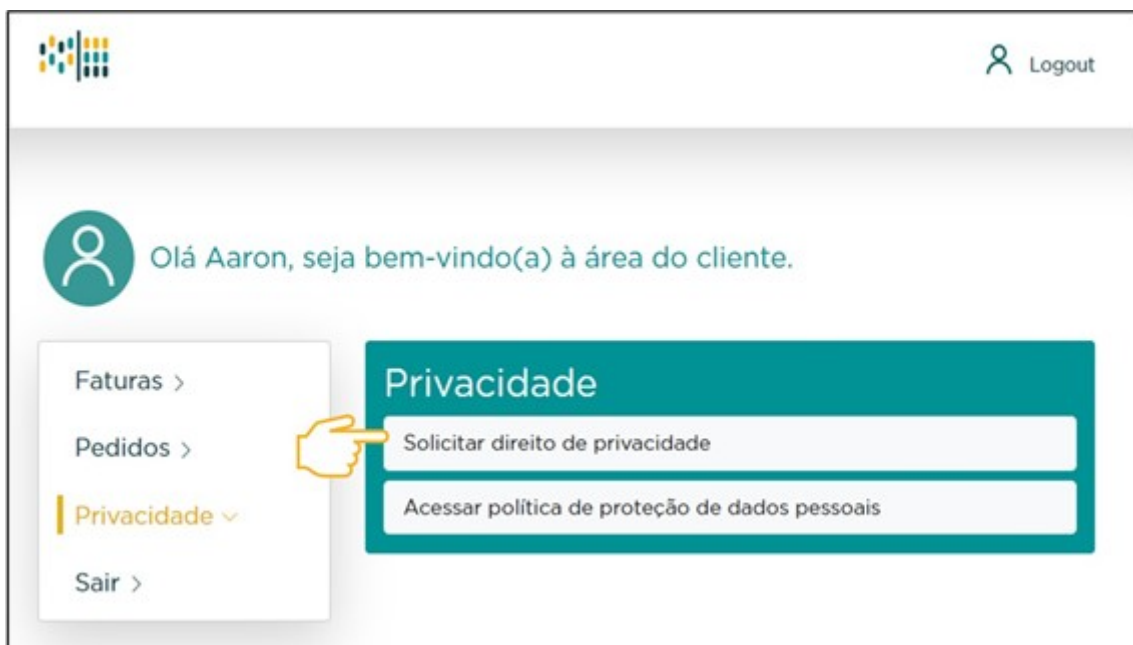 Logout
Olá Aaron, seja bem-vindo(a) à área do cliente.
Faturas >
Pedidos >
Privacidade
Sair >
Privacidade
Solicitar direito de privacidade
Acessar política de proteção de dados pessoais